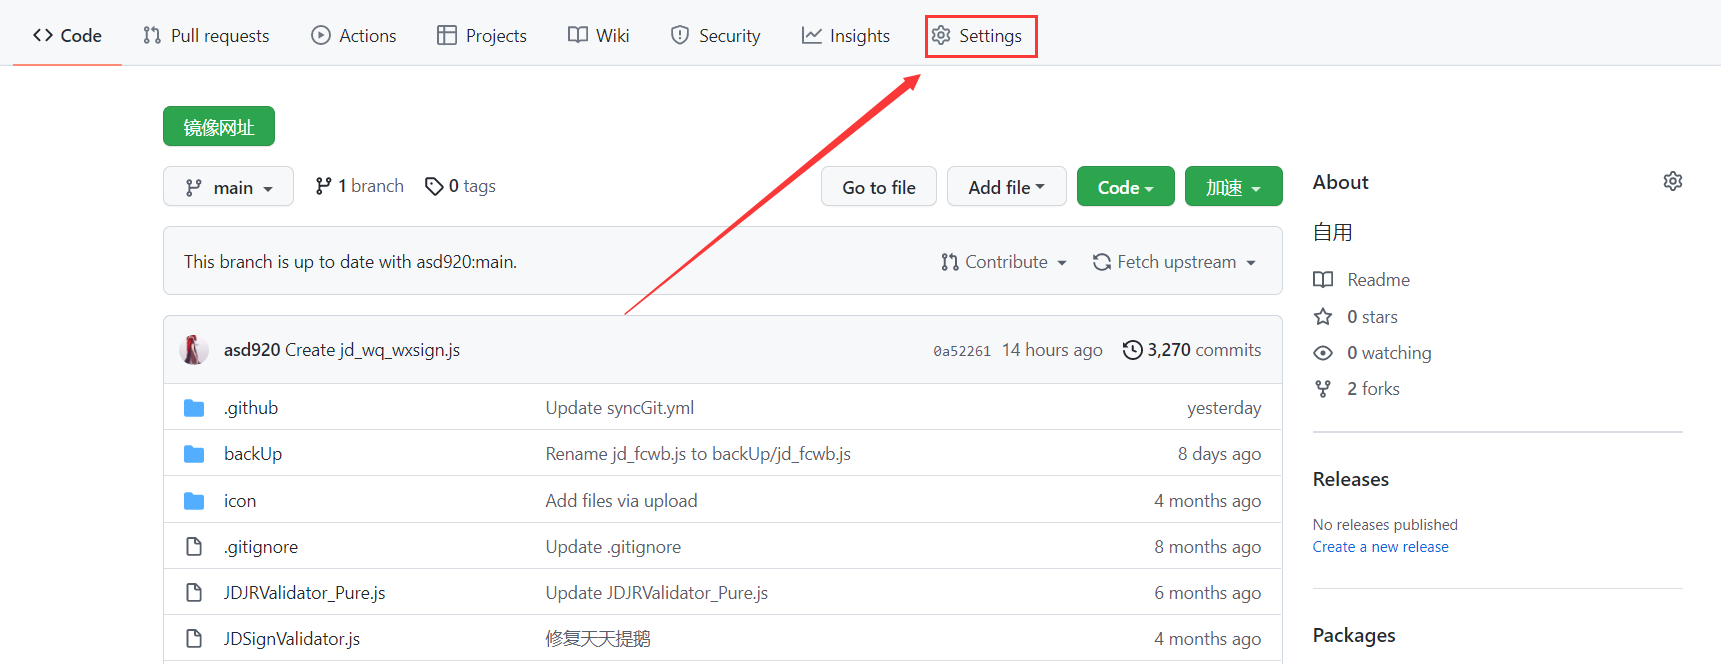 Code Pull requests Actions Projects Wiki Security Insights Settings
镜像网址
main 1 branch 0 tags Go to file Add file Code 加速
This branch is up to date with asd920:main. Contribute Fetch upstream
asd920 Create jd_wq_wxsign.js 0a52261 14 hours ago 3,270 commits
.github Update syncGit.yml yesterday
backUp Rename jd_fcwb.js to backUp/jd_fcwb.js 8 days ago
icon Add files via upload 4 months ago
.gitignore Update .gitignore 8 months ago
JDJRValidator_Pure.js Update JDJRValidator_Pure.js 6 months ago
JDSignValidator.js 修复天天提鹅 4 months ago
About
自用
Readme
0 stars
0 watching
2 forks
Releases
No releases published
Create a new release
Packages